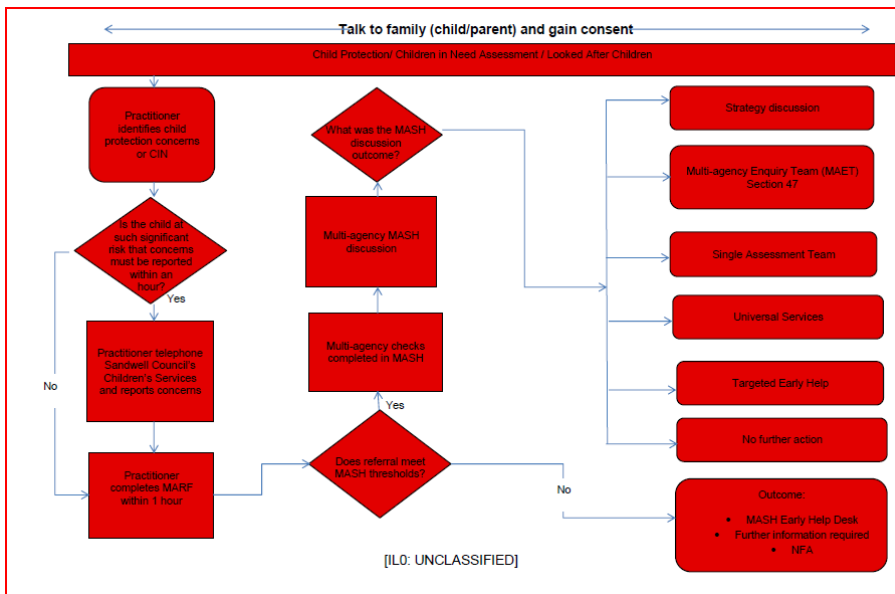 Talk to family (child/parent) and gain consent
Child Protection/ Children in Need Assessment / Looked After Children
Practitioner
identifies child
protection concerns
or CIN
Is the child at
such significant
risk that concerns
must be reported
within an
hour?
Yes
No
Practitioner telephone
Sandwell Council's
Children's Services
and reports concerns
Practitioner
completes MARF
within 1 hour
What was the MASH
discussion
outcome?
Multi-agency MASH
discussion
Multi-agency checks
completed in MASH
Yes
Does referral meet
MASH thresholds?
No
Strategy discussion
Multi-agency Enquiry Team (MAET)
Section 47
Single Assessment Team
Universal Services
Targeted Early Help
No further action
Outcome:
• MASH Early Help Desk
• Further information required
• NFA
[IL0: UNCLASSIFIED]